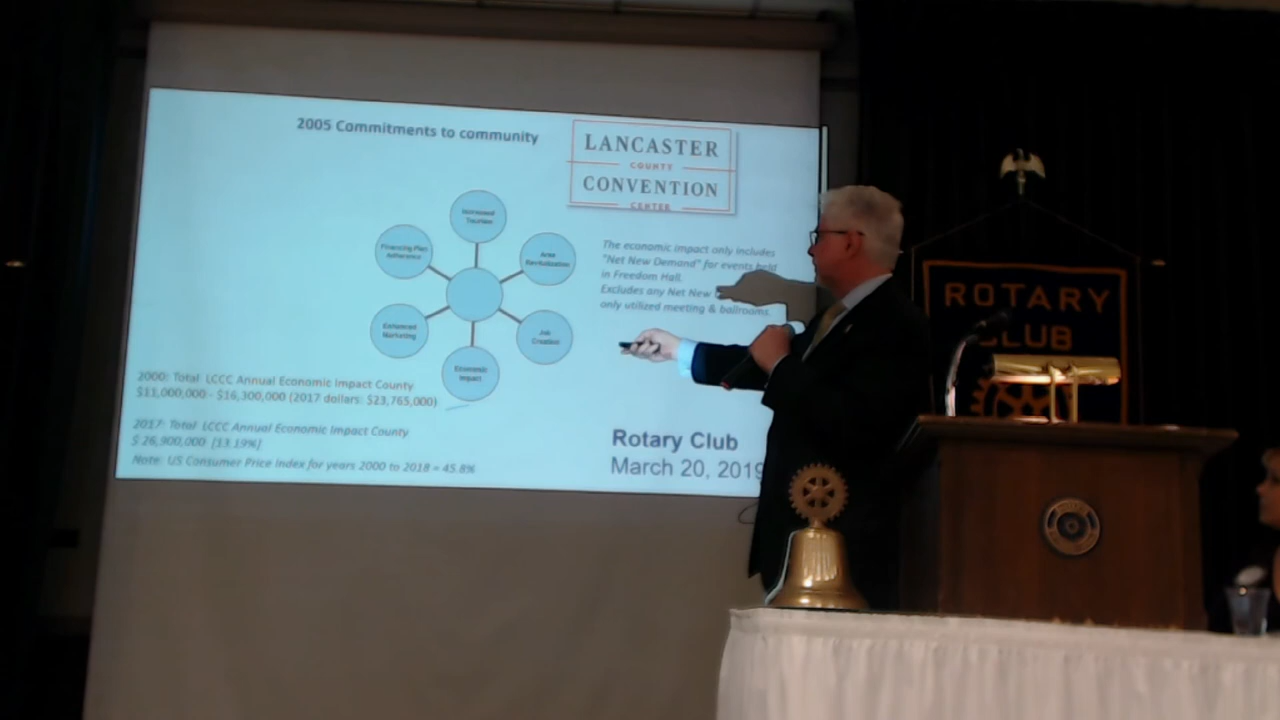 2005 Commitments to community
LANCASTER
COUNTY
CONVENTION
CENTER
Increased
Tourism
Financing Plan
Adherence
Area
Revitalization
Enhanced
Marketing
Job
Creation
Economic
Impact
The economic impact only includes
"Net New Demand" for events held
in Freedom Hall.
Excludes any Net New
only utilized meeting & ballrooms.
2000: Total LCCC Annual Economic Impact County
$11,000,000 - $16,300,000 (2017 dollars: $23,765,000)
2017: Total LCCC Annual Economic Impact County
$ 26,900,000 (13.19%)
Note: US Consumer Price Index for years 2000 to 2018 = 45.8%
Rotary Club
March 20, 2019
ROTARY
CLUB